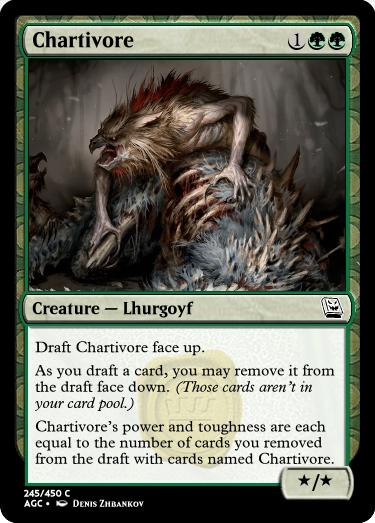 Chartivore 1
Creature — Lhurgoyf
Draft Chartivore face up.
As you draft a card, you may remove it from
the draft face down. (Those cards aren't in
your card pool.)
Chartivore's power and toughness are each
equal to the number of cards you removed
from the draft with cards named Chartivore.
★/★
245/450 C
AGC • Denis Zhbankov